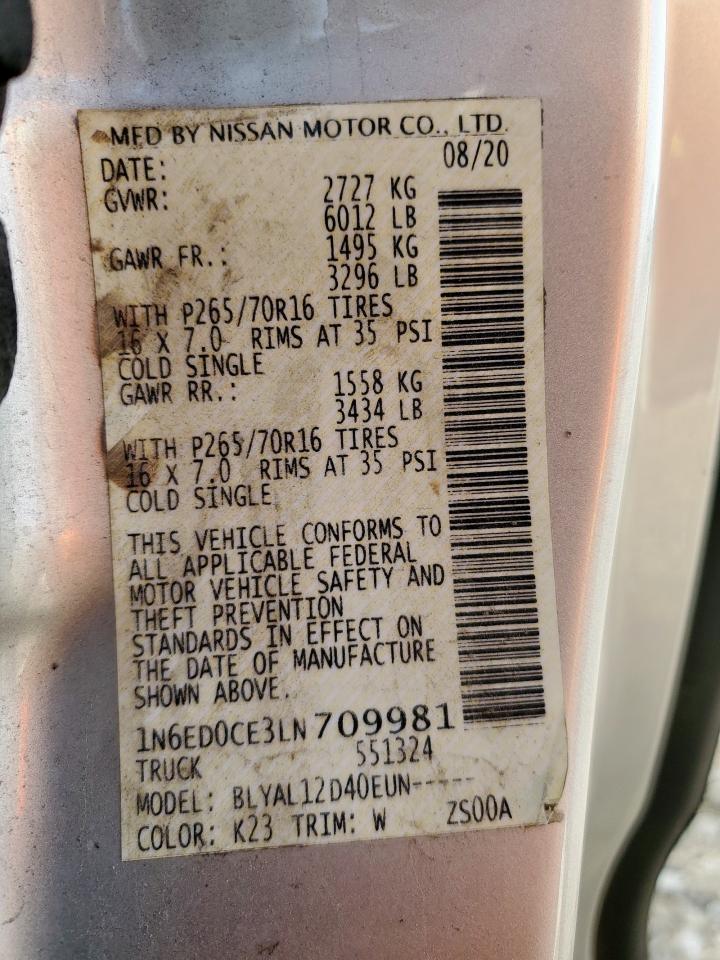 MFD BY NISSAN MOTOR CO., LTD.
DATE: 08/20
GVWR: 2727 KG
6012 LB
GAWR FR.: 1495 KG
3296 LB
WITH P265/70R16 TIRES
16 X 7.0 RIMS AT 35 PSI
COLD SINGLE
GAWR RR.: 1558 KG
3434 LB
WITH P265/70R16 TIRES
16 X 7.0 RIMS AT 35 PSI
COLD SINGLE
THIS VEHICLE CONFORMS TO
ALL APPLICABLE FEDERAL
MOTOR VEHICLE SAFETY AND
THEFT PREVENTION
STANDARDS IN EFFECT ON
THE DATE OF MANUFACTURE
SHOWN ABOVE.
1N6ED0CE3LN709981
TRUCK 551324
MODEL: BLYAL12D40EUN-----
COLOR: K23 TRIM: W ZS00A